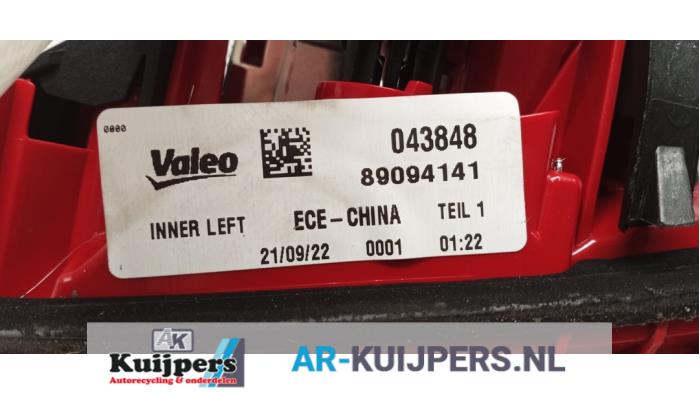 0000
Valeo
043848
89094141
INNER LEFT ECE-CHINA TEIL 1
21/09/22 0001 01:22
AK
Kuijpers
Autorecycling & onderdelen
AR-KUIJPERS.NL